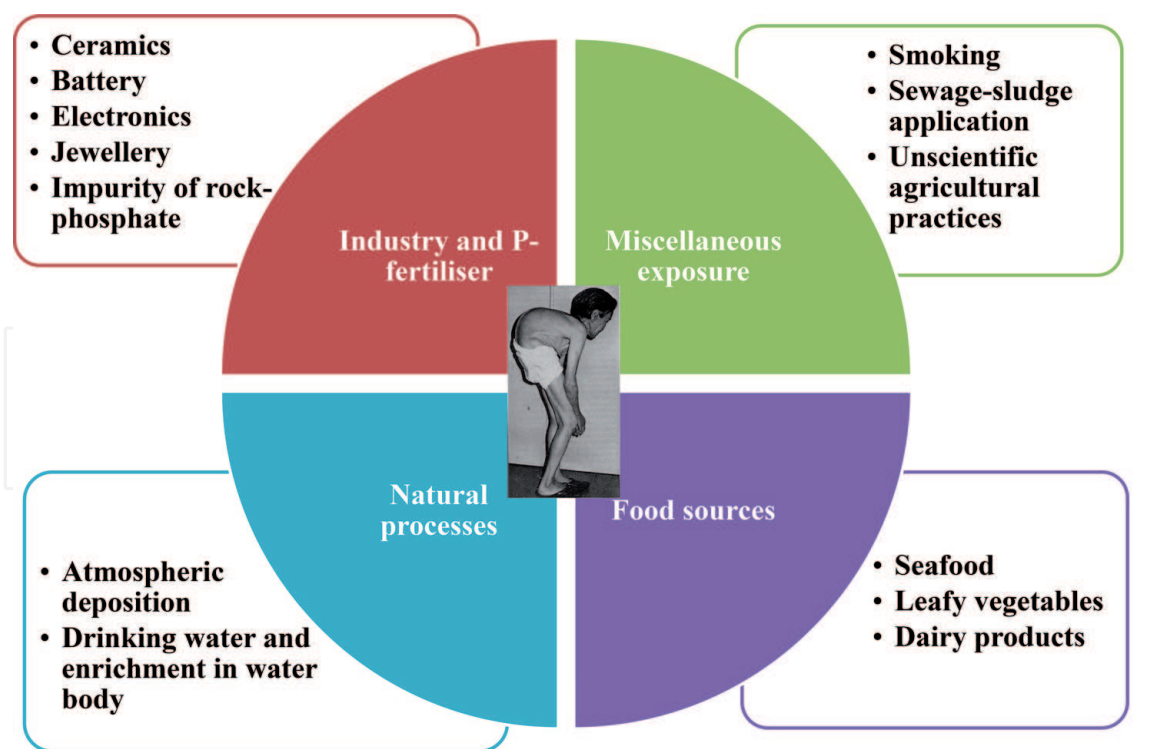 • Ceramics
• Battery
• Electronics
• Jewellery
• Impurity of rock-
phosphate
Industry and P-
fertiliser
• Smoking
• Sewage-sludge
application
• Unscientific
agricultural
practices
Miscellaneous
exposure
Natural
processes
• Atmospheric
deposition
• Drinking water and
enrichment in water
body
Food sources
• Seafood
• Leafy vegetables
• Dairy products